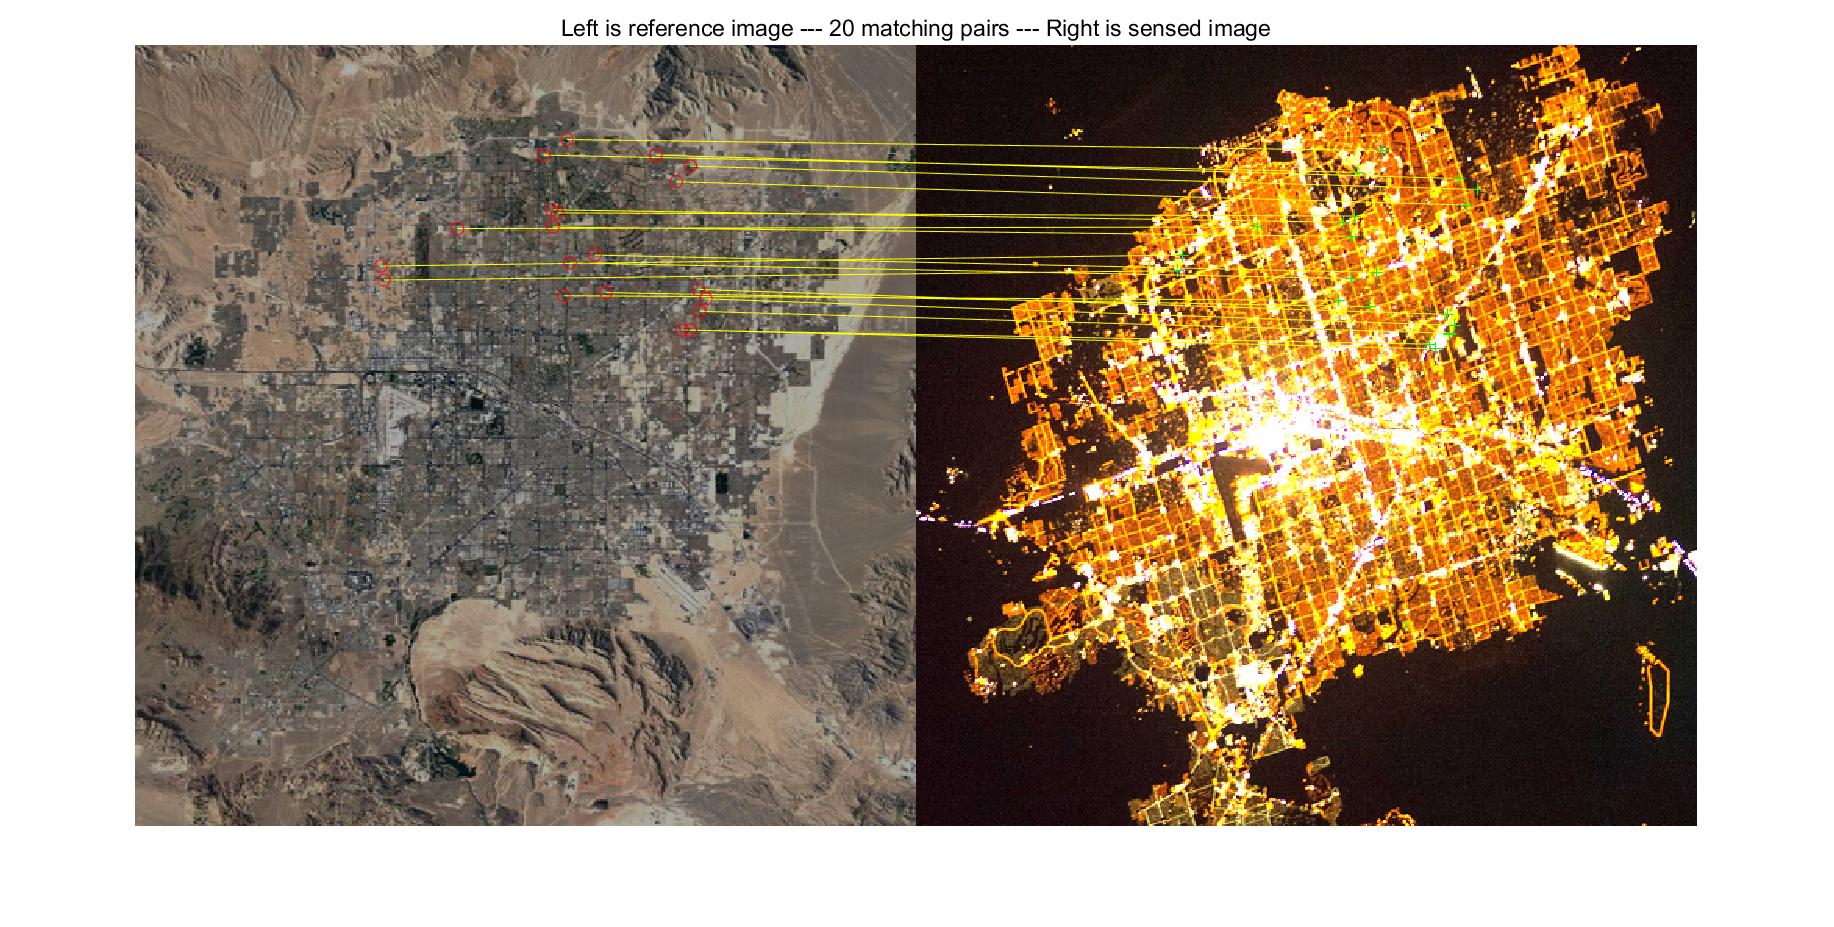 Left is reference image --- 20 matching pairs --- Right is sensed image